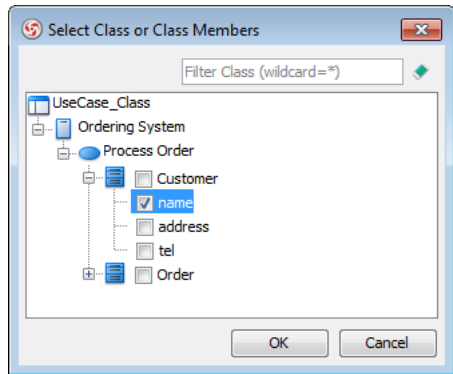 Select Class or Class Members
Filter Class (wildcard=*)
UseCase_Class
Ordering System
Process Order
Customer
name
address
tel
Order
OK Cancel